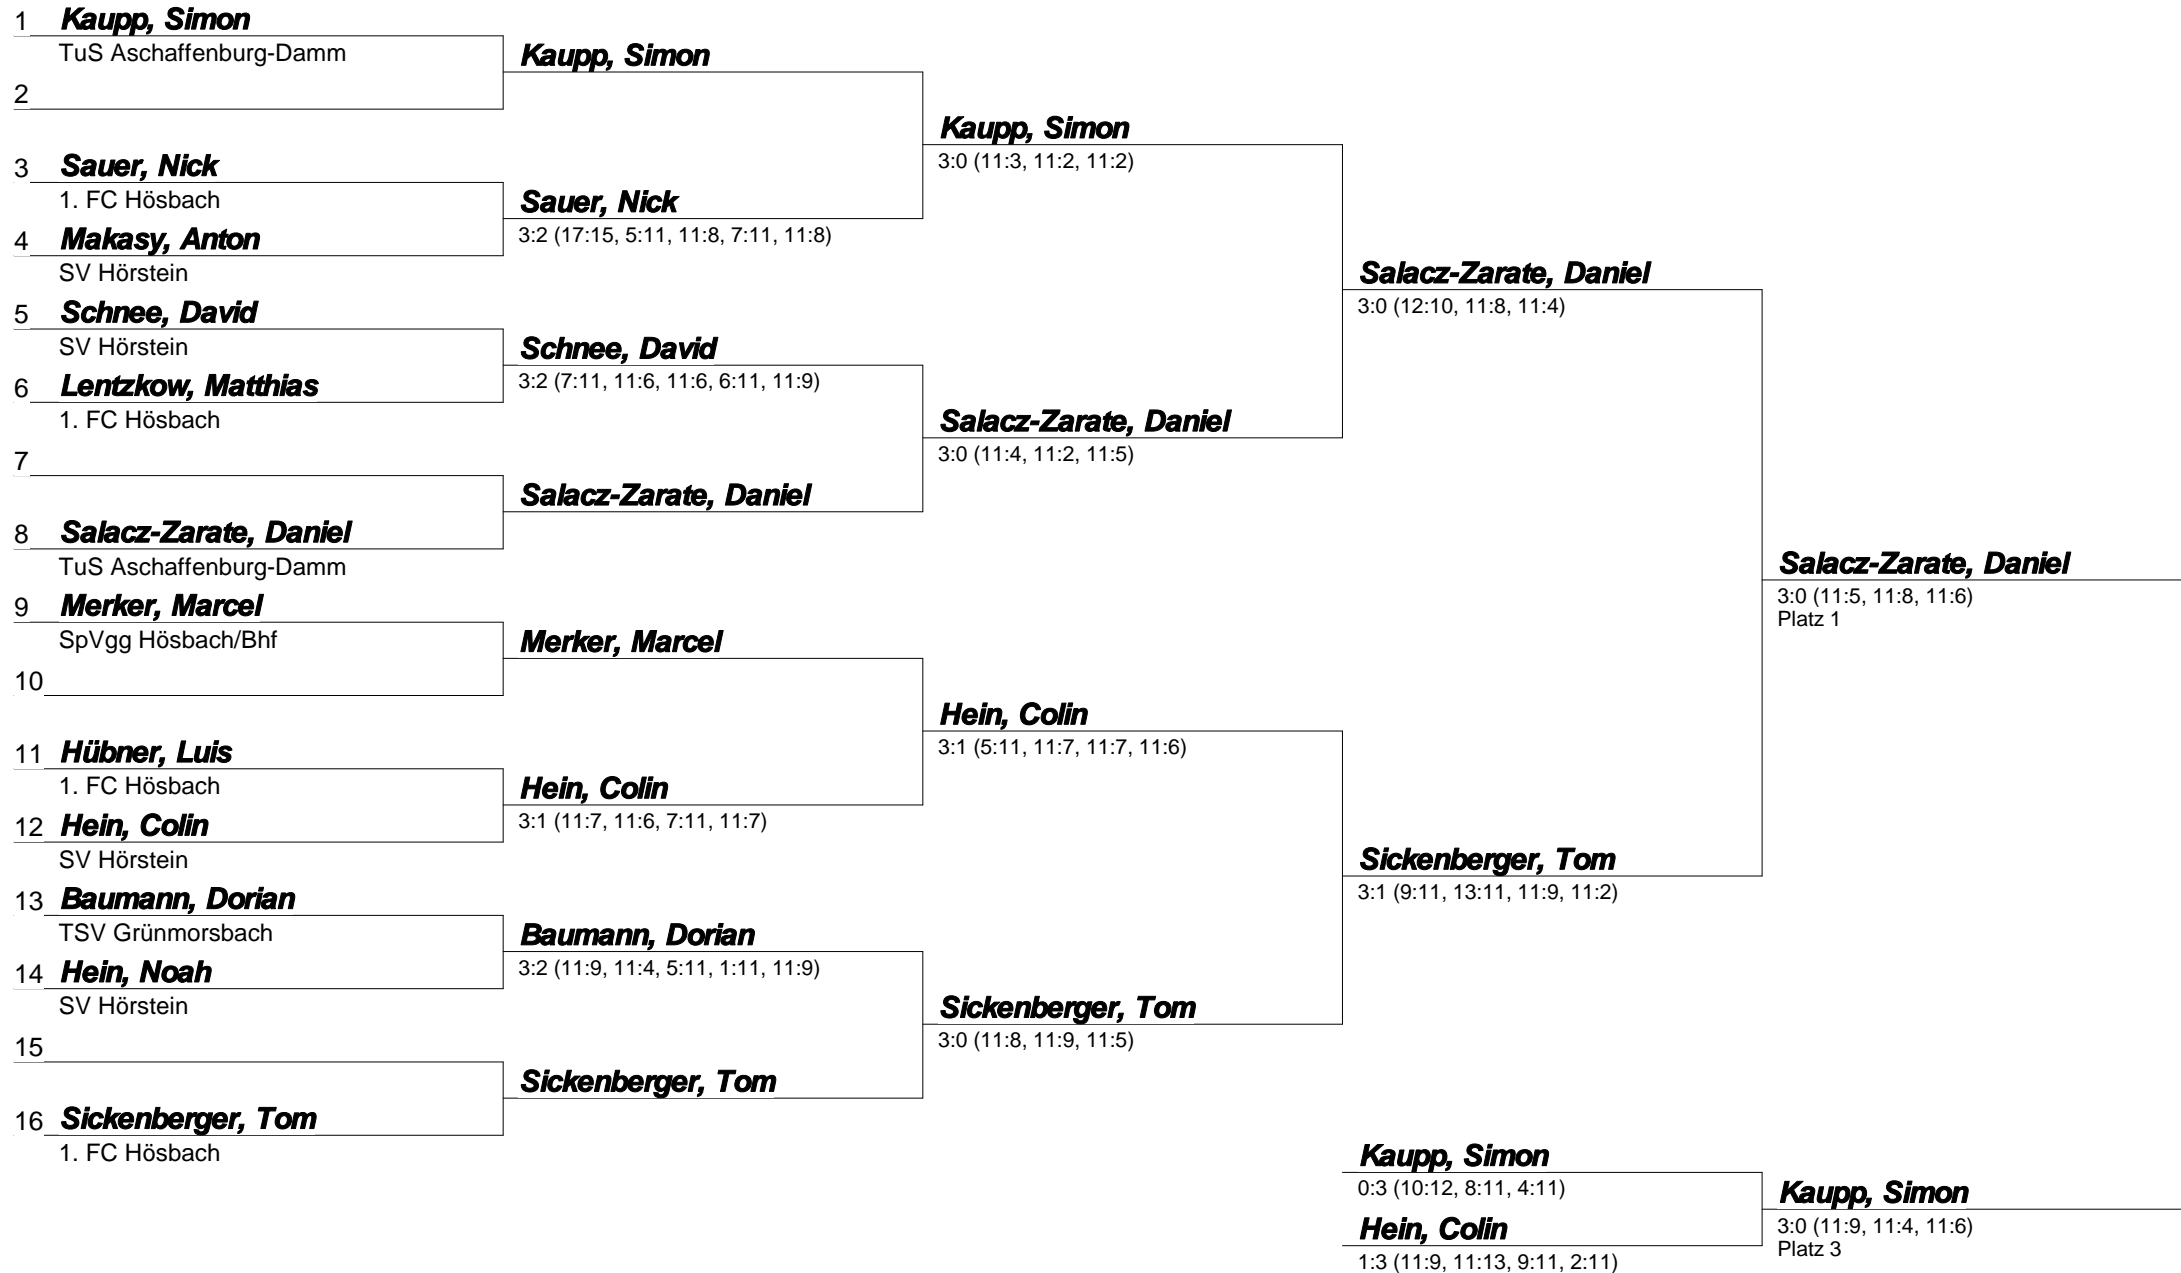 1 Kaupp, Simon
TuS Aschaffenburg-Damm
2
3 Sauer, Nick
1. FC Hösbach
4 Makasy, Anton
SV Hörstein
5 Schnee, David
SV Hörstein
6 Lentzkow, Matthias
1. FC Hösbach
7
8 Salacz-Zarate, Daniel
TuS Aschaffenburg-Damm
9 Merker, Marcel
SpVgg Hösbach/Bhf
10
11 Hübner, Luis
1. FC Hösbach
12 Hein, Colin
SV Hörstein
13 Baumann, Dorian
TSV Grünmorsbach
14 Hein, Noah
SV Hörstein
15
16 Sickenberger, Tom
1. FC Hösbach
Kaupp, Simon
Sauer, Nick
3:2 (17:15, 5:11, 11:8, 7:11, 11:8)
Schnee, David
3:2 (7:11, 11:6, 11:6, 6:11, 11:9)
Salacz-Zarate, Daniel
Merker, Marcel
Hein, Colin
3:1 (11:7, 11:6, 7:11, 11:7)
Baumann, Dorian
3:2 (11:9, 11:4, 5:11, 1:11, 11:9)
Sickenberger, Tom
Kaupp, Simon
3:0 (11:3, 11:2, 11:2)
Salacz-Zarate, Daniel
3:0 (11:4, 11:2, 11:5)
Hein, Colin
3:1 (5:11, 11:7, 11:7, 11:6)
Sickenberger, Tom
3:0 (11:8, 11:9, 11:5)
Salacz-Zarate, Daniel
3:0 (12:10, 11:8, 11:4)
Sickenberger, Tom
3:1 (9:11, 13:11, 11:9, 11:2)
Salacz-Zarate, Daniel
3:0 (11:5, 11:8, 11:6)
Platz 1
Kaupp, Simon
0:3 (10:12, 8:11, 4:11)
Hein, Colin
1:3 (11:9, 11:13, 9:11, 2:11)
Kaupp, Simon
3:0 (11:9, 11:4, 11:6)
Platz 3